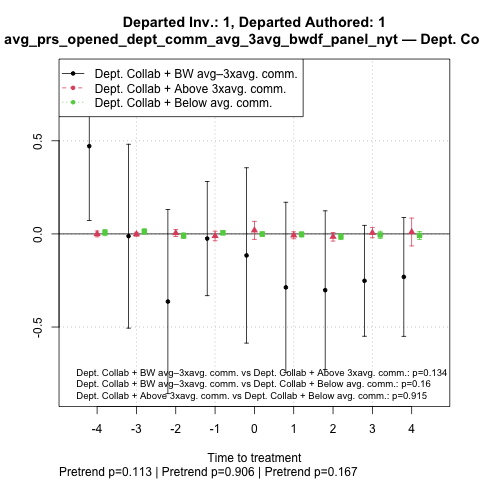 Departed Inv.: 1, Departed Authored: 1
avg_prs_opened_dept_comm_avg_3avg_bwdf_panel_nyt — Dept. Co
Dept. Collab + BW avg–3xavg. comm.
Dept. Collab + Above 3xavg. comm.
Dept. Collab + Below avg. comm.
0.5
0.0
-0.5
Dept. Collab + BW avg–3xavg. comm. vs Dept. Collab + Above 3xavg. comm.: p=0.134
Dept. Collab + BW avg–3xavg. comm. vs Dept. Collab + Below avg. comm.: p=0.16
Dept. Collab + Above 3xavg. comm. vs Dept. Collab + Below avg. comm.: p=0.915
-4 -3 -2 -1 0 1 2 3 4
Time to treatment
Pretrend p=0.113 | Pretrend p=0.906 | Pretrend p=0.167